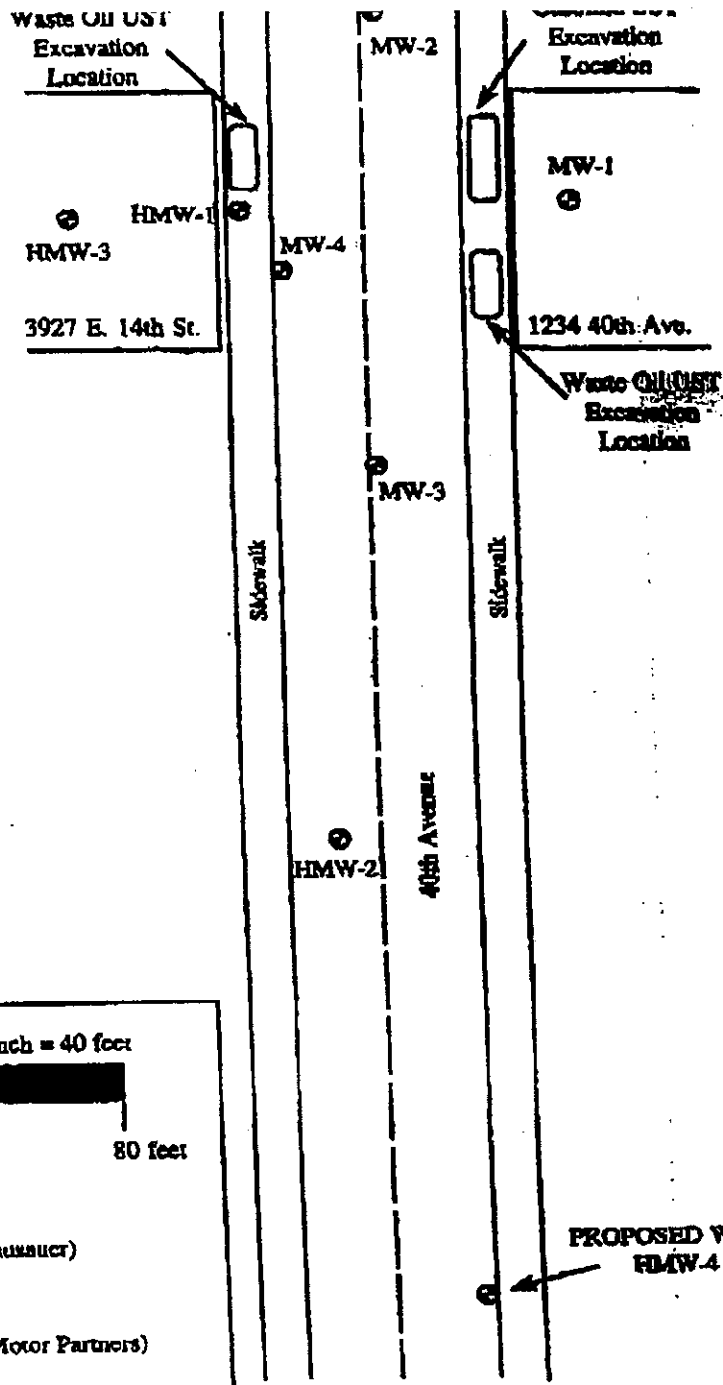 Waste Oil UST
Excavation
Location
MW-2
Excavation
Location
MW-1
HMW-1
HMW-3
MW-4
3927 E. 14th St.
1234 40th Ave.
Waste Oil UST
Excavation
Location
MW-3
Sidewalk
Sidewalk
HMW-2
40th Avenue
= 40 feet
80 feet
PROPOSED
HMW-4
Motor Partners)